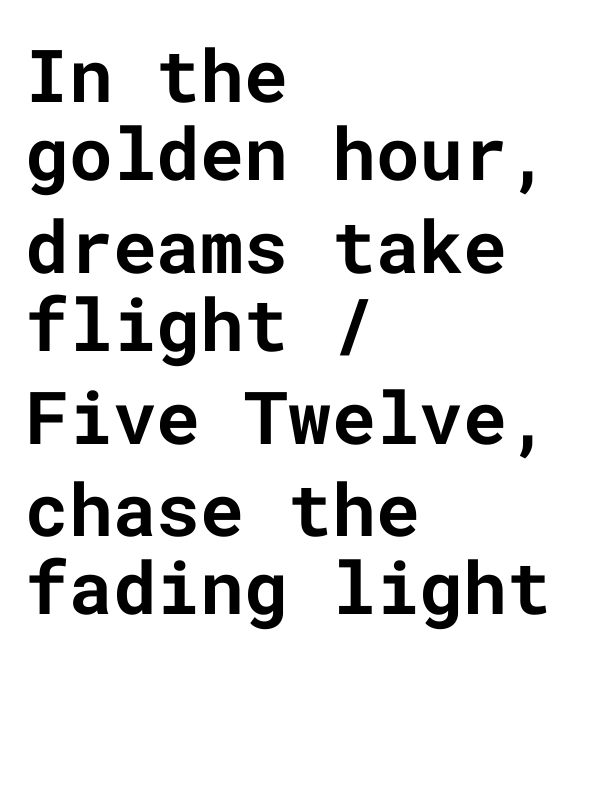 In the
golden hour,
dreams take
flight /
Five Twelve,
chase the
fading light